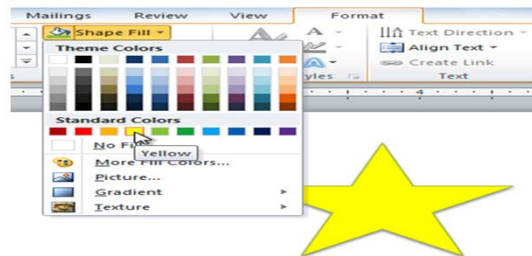 Mailings Review View Format
Shape Fill A Text Direction
Align Text
yles Create Link
Text
Theme Colors
4
Standard Colors
No Fi
Yellow
More Fill Colors...
Picture...
Gradient
Texture